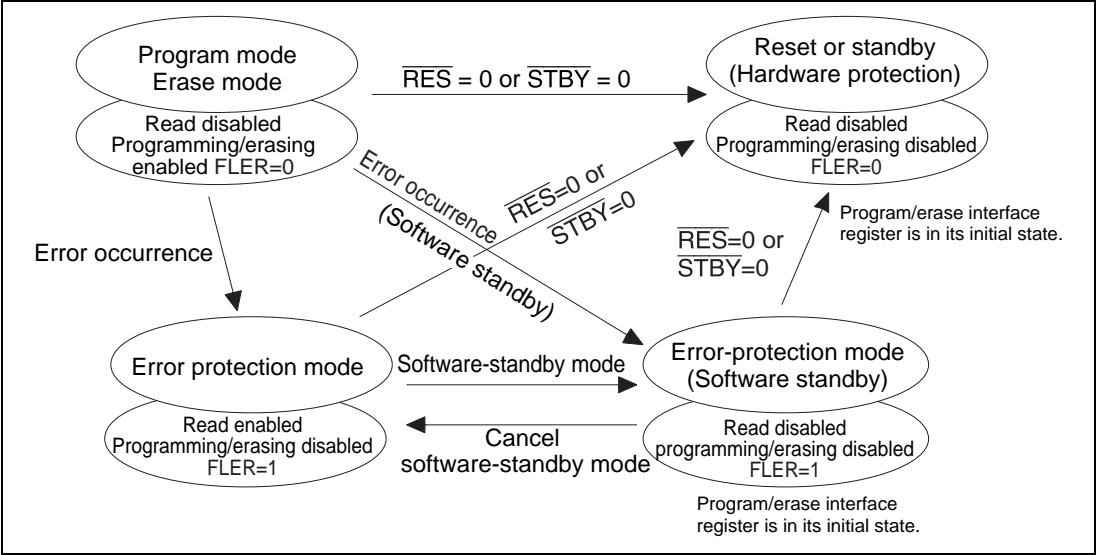 Program mode
Erase mode
Read disabled
Programming/erasing
enabled FLER=0
RES = 0 or STBY = 0
Reset or standby
(Hardware protection)
Read disabled
Programming/erasing disabled
FLER=0
Program/erase interface
register is in its initial state.
Error occurrence
Error occurrence
(Software standby)
RES=0 or
STBY=0
RES=0 or
STBY=0
Error protection mode
Read enabled
Programming/erasing disabled
FLER=1
Software-standby mode
Cancel
software-standby mode
Error-protection mode
(Software standby)
Read disabled
programming/erasing disabled
FLER=1
Program/erase interface
register is in its initial state.